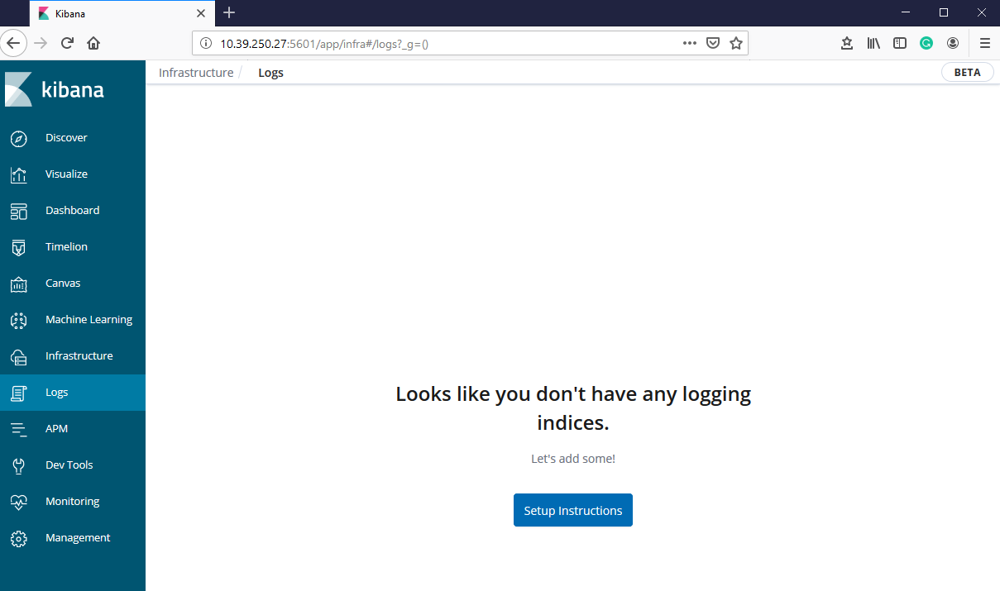 Kibana
10.39.250.27:5601/app/infra#/logs?_g=()
kibana
Infrastructure / Logs
BETA
Discover
Visualize
Dashboard
Timelion
Canvas
Machine Learning
Infrastructure
Logs
APM
Dev Tools
Monitoring
Management
Looks like you don't have any logging
indices.
Let's add some!
Setup Instructions